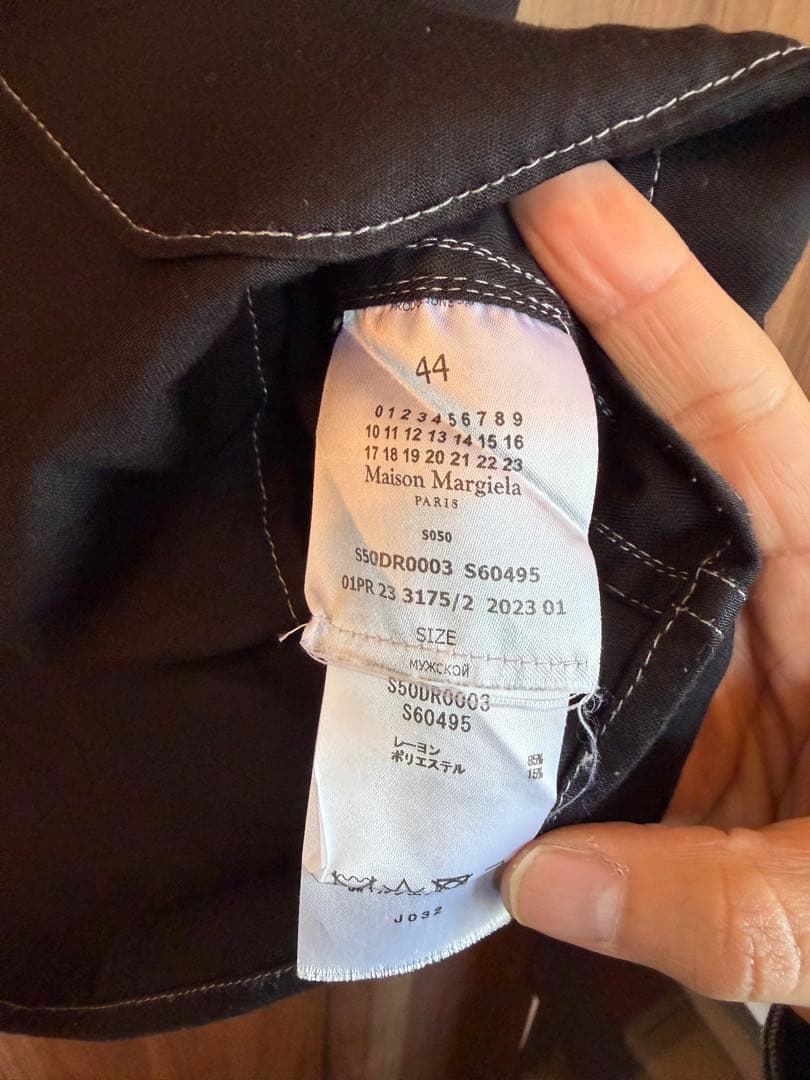 44
0 1 2 3 4 5 6 7 8 9
10 11 12 13 14 15 16
17 18 19 20 21 22 23
Maison Margiela
PARIS
S050
S50DR0003 S60495
01PR 23 3175/2 2023 01
SIZE
МУЖСКОЙ
S50DR0003
S60495
レーヨン 85%
ポリエステル 15%
J032